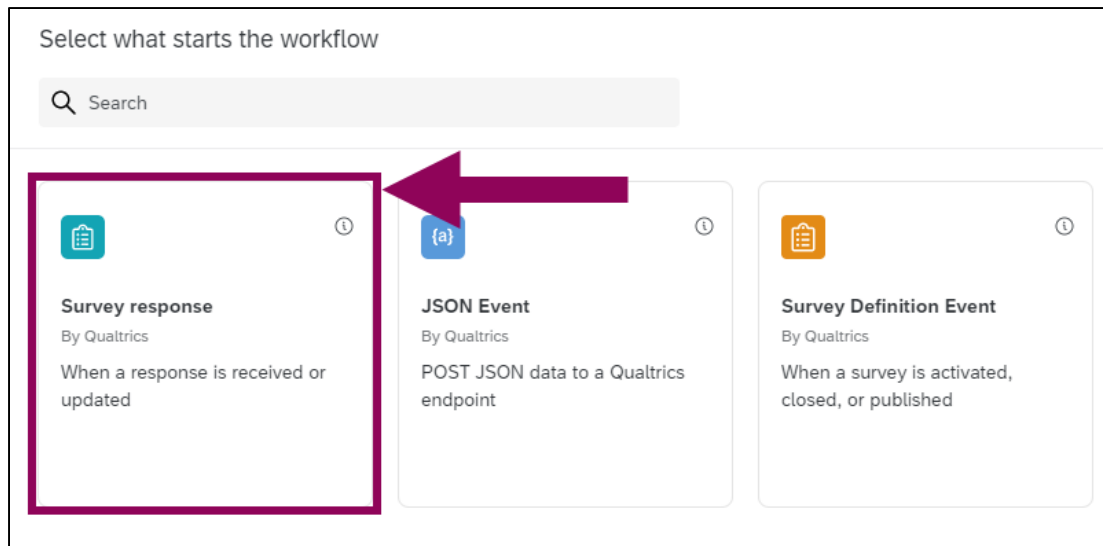 Select what starts the workflow
Search
Survey response
By Qualtrics
When a response is received or
updated
{a}
JSON Event
By Qualtrics
POST JSON data to a Qualtrics
endpoint
Survey Definition Event
By Qualtrics
When a survey is activated,
closed, or published